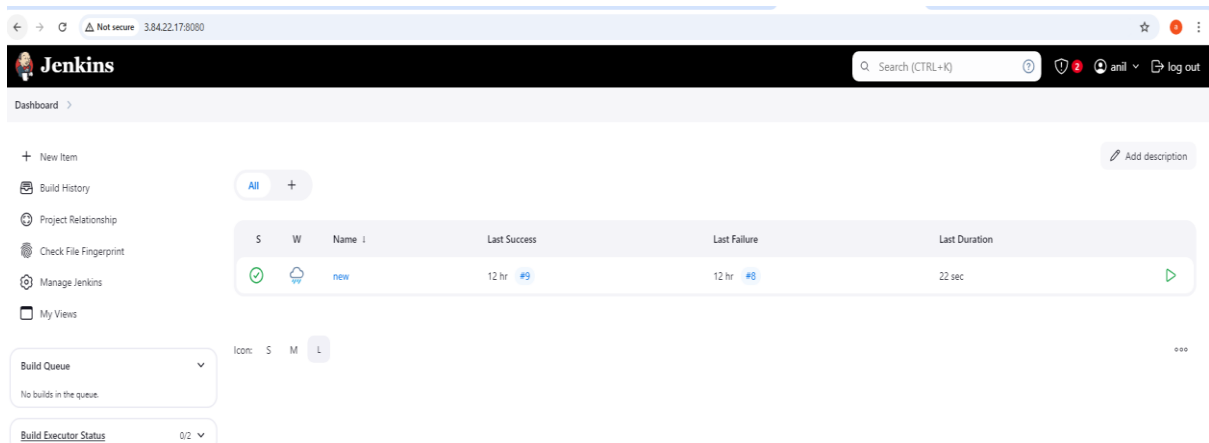 Not secure 3.84.22.17:8080
a
Jenkins
Search (CTRL+K)
?
2
anil
log out
Dashboard
New Item
Build History
Project Relationship
Check File Fingerprint
Manage Jenkins
My Views
Add description
All +
S W Name ↓ Last Success Last Failure Last Duration
new 12 hr #9 12 hr #8 22 sec
Icon: S M L
Build Queue
No builds in the queue.
Build Executor Status 0/2